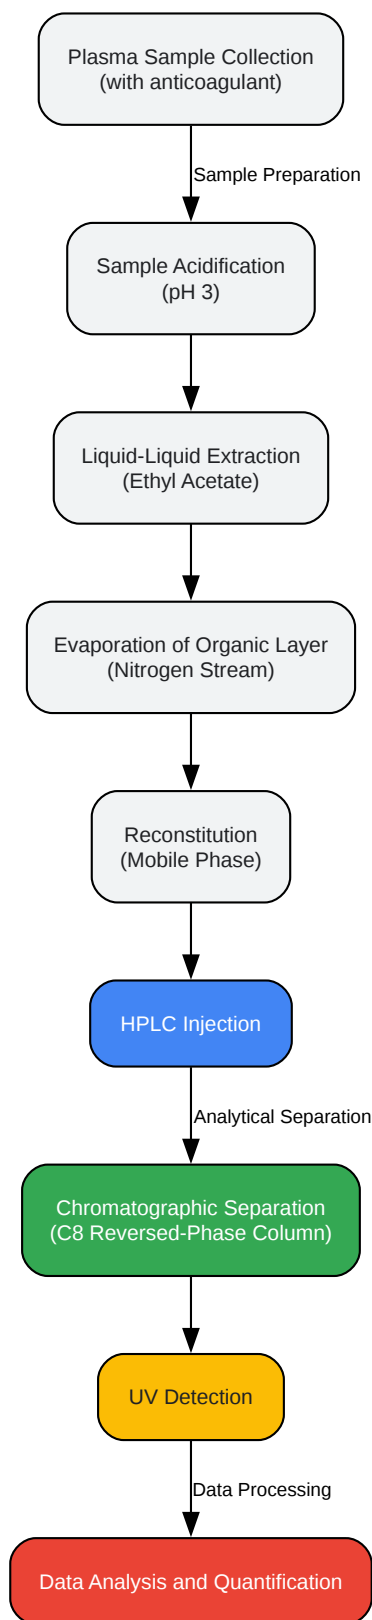 Plasma Sample Collection
(with anticoagulant)
Sample Preparation
Sample Acidification
(pH 3)
Liquid-Liquid Extraction
(Ethyl Acetate)
Evaporation of Organic Layer
(Nitrogen Stream)
Reconstitution
(Mobile Phase)
HPLC Injection
Analytical Separation
Chromatographic Separation
(C8 Reversed-Phase Column)
UV Detection
Data Processing
Data Analysis and Quantification